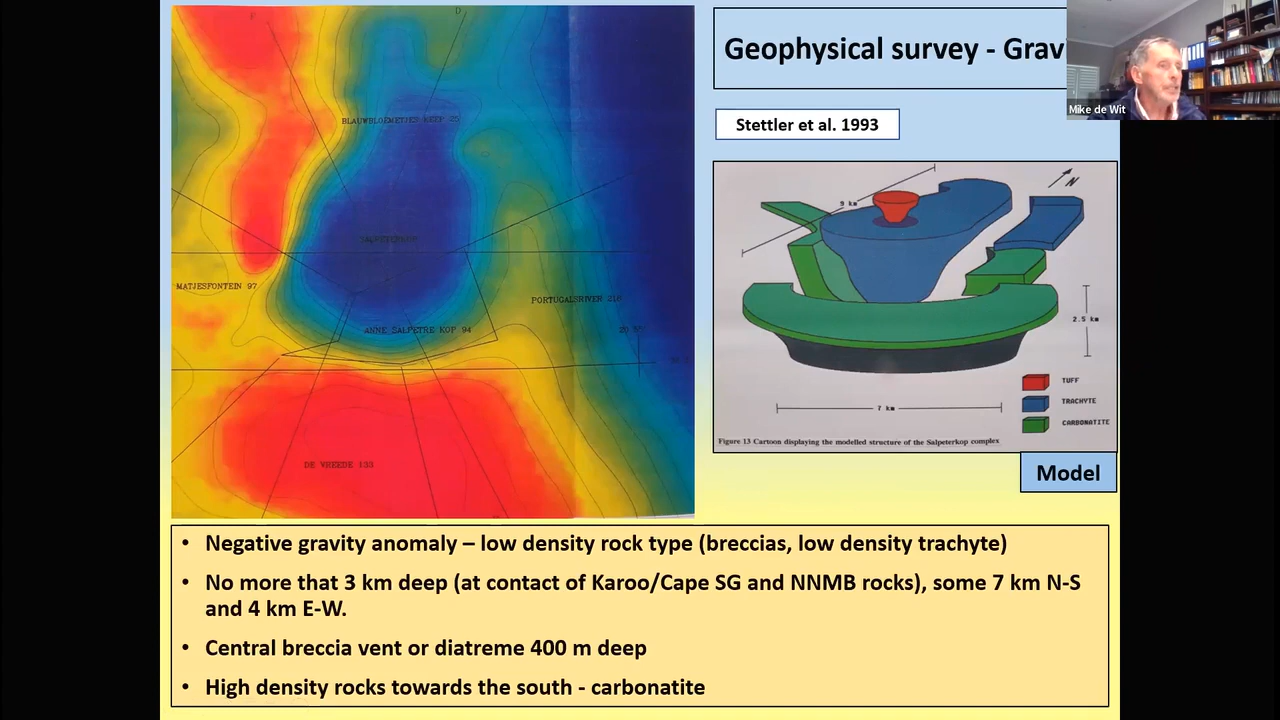 Geophysical survey - Grav
Mike de Wit
Stettler et al. 1993
BLAUWBLOEMETJES KEEP 25
SALPETERKOP
MATJESFONTEIN 97
PORTUGALSRIVER 218
ANNE SALPETRE KOP 94
DE VREEDE 133
9 km
N
2.5 km
7 km
TUFF
TRACHYTE
CARBONATITE
Figure 13 Cartoon displaying the modelled structure of the Salpeterkop complex
Model
• Negative gravity anomaly – low density rock type (breccias, low density trachyte)
• No more that 3 km deep (at contact of Karoo/Cape SG and NNMB rocks), some 7 km N-S
and 4 km E-W.
• Central breccia vent or diatreme 400 m deep
• High density rocks towards the south - carbonatite